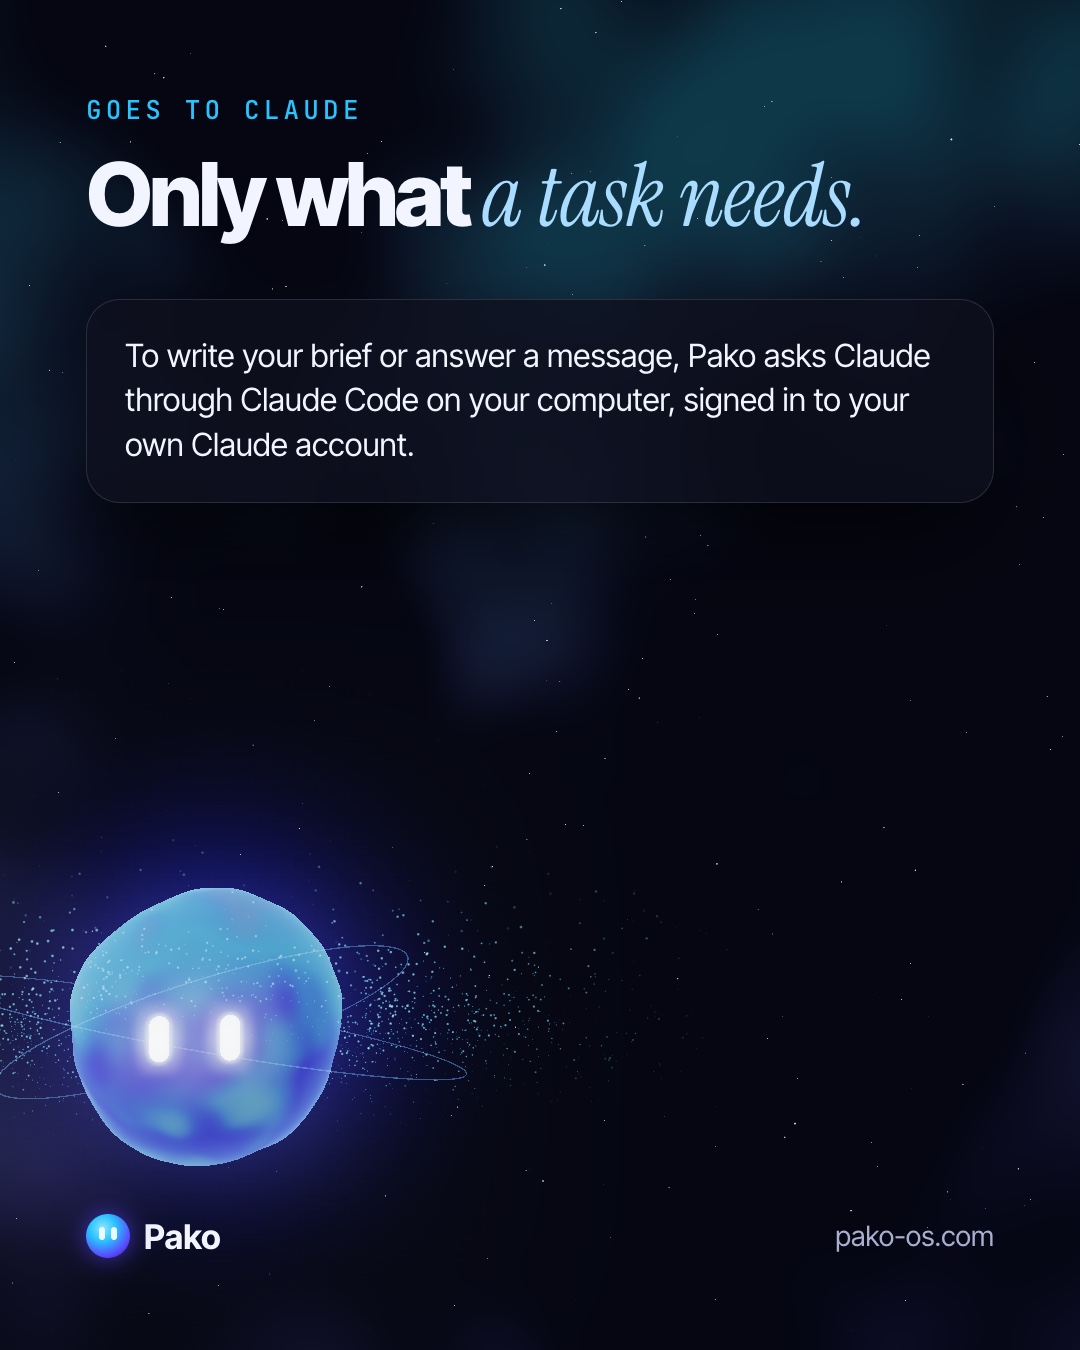 GOES TO CLAUDE
Only what a task needs.
To write your brief or answer a message, Pako asks Claude
through Claude Code on your computer, signed in to your
own Claude account.
Pako
pako-os.com